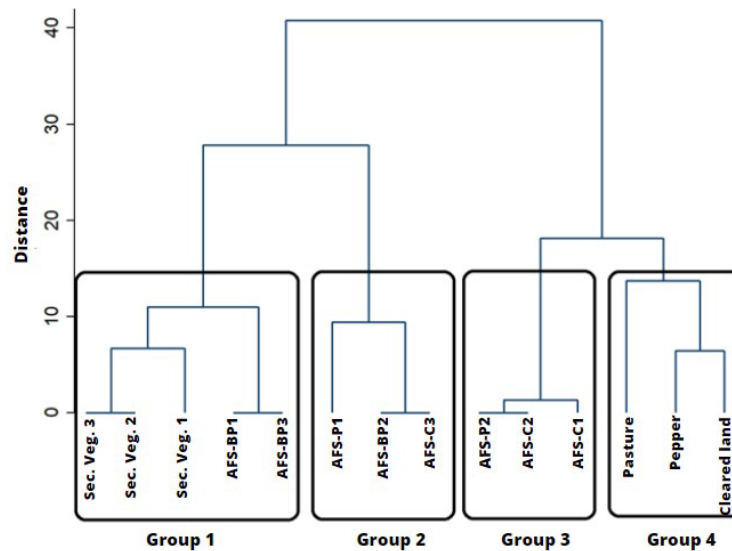 40
30
20
10
0
Distance
Sec. Veg. 3
Sec. Veg. 2
Sec. Veg. 1
AFS-BP1
AFS-BP3
AFS-P1
AFS-BP2
AFS-C3
AFS-P2
AFS-C2
AFS-C1
Pasture
Pepper
Cleared land
Group 1
Group 2
Group 3
Group 4